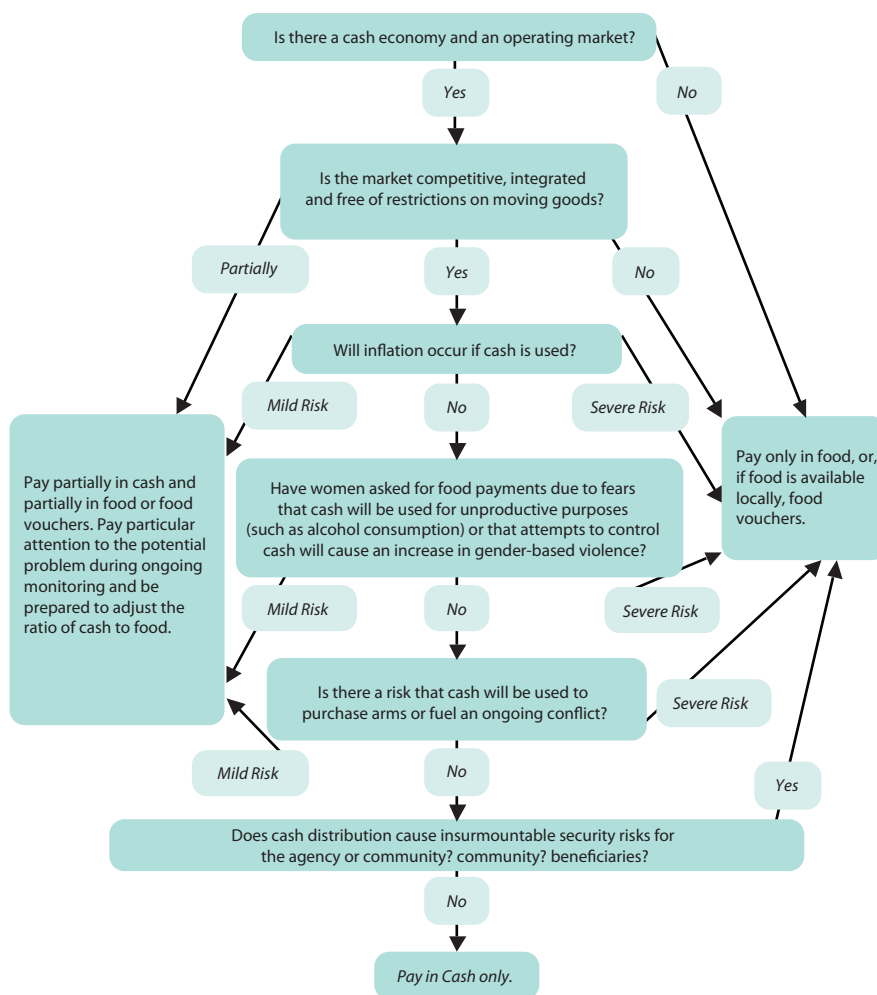 Is there a cash economy and an operating market?
Yes
No
Is the market competitive, integrated
and free of restrictions on moving goods?
Partially
Yes
No
Will inflation occur if cash is used?
Mild Risk
No
Severe Risk
Pay partially in cash and
partially in food or food
vouchers. Pay particular
attention to the potential
problem during ongoing
monitoring and be
prepared to adjust the
ratio of cash to food.
Pay only in food, or,
if food is available
locally, food
vouchers.
Have women asked for food payments due to fears
that cash will be used for unproductive purposes
(such as alcohol consumption) or that attempts to control
cash will cause an increase in gender-based violence?
Mild Risk
No
Severe Risk
Is there a risk that cash will be used to
purchase arms or fuel an ongoing conflict?
Mild Risk
No
Severe Risk
Yes
Does cash distribution cause insurmountable security risks for
the agency or community? community? beneficiaries?
No
Pay in Cash only.